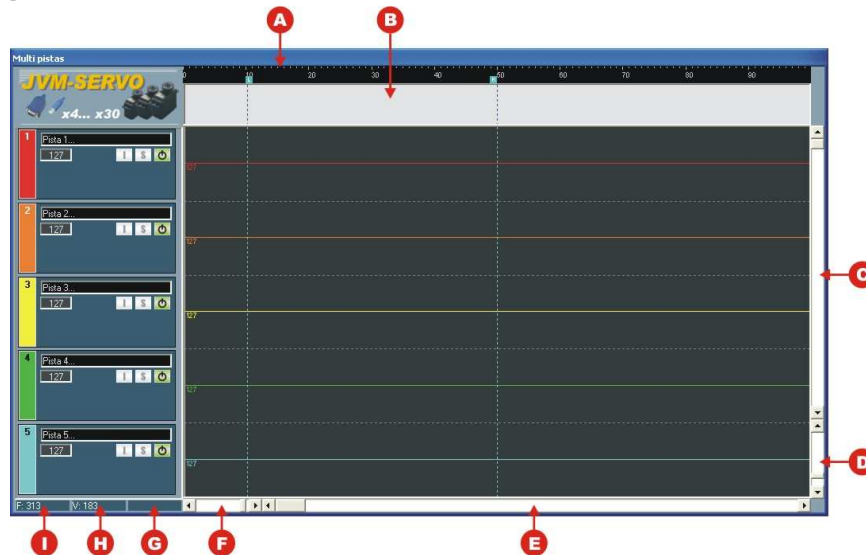 A B
Multi pistas
JVM-SERVO
x4... x30
0 10 20 30 40 50 60 70 80 90
L R
1 Pista 1...
127 I S
127
2 Pista 2...
127 I S
127
3 Pista 3...
127 I S
127
C
4 Pista 4...
127 I S
127
5 Pista 5...
127 I S
127
D
F: 313 V: 183
I H G F E